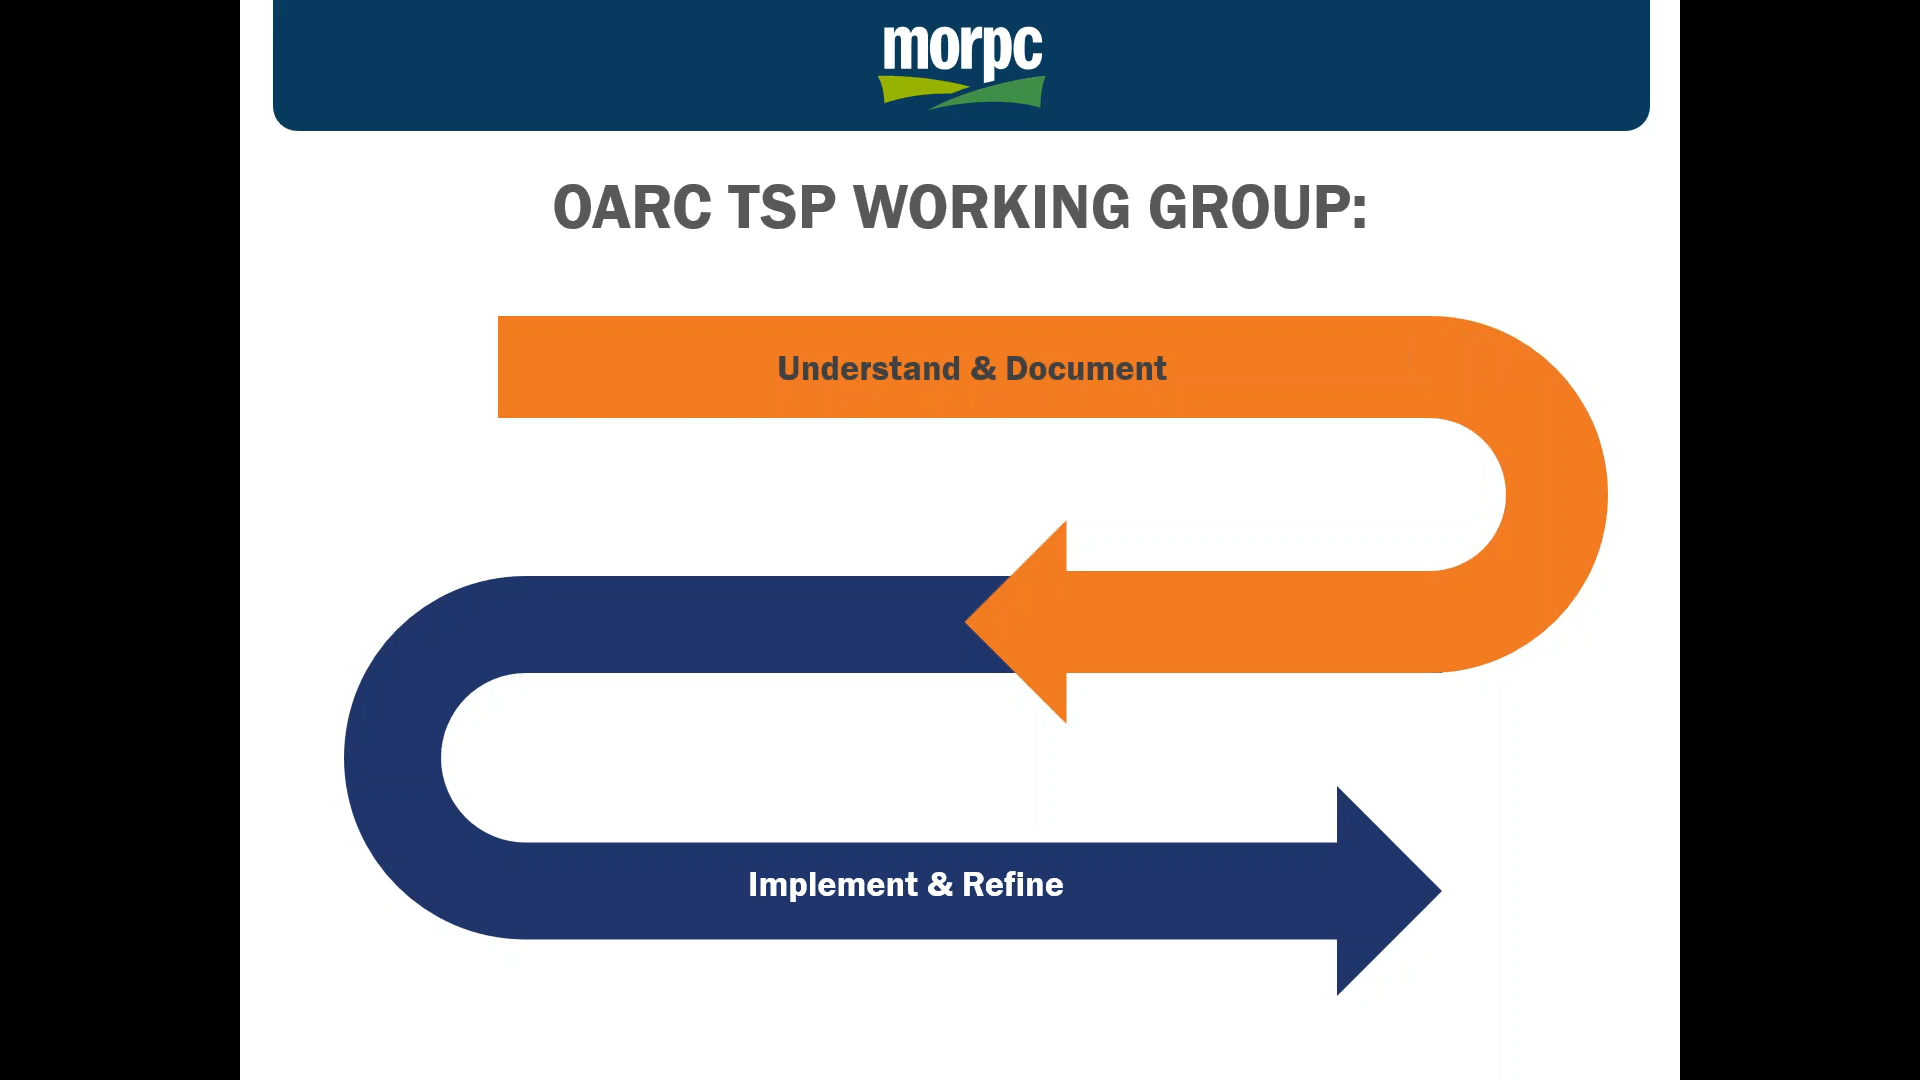 morpc
OARC TSP WORKING GROUP:
Understand & Document
Implement & Refine